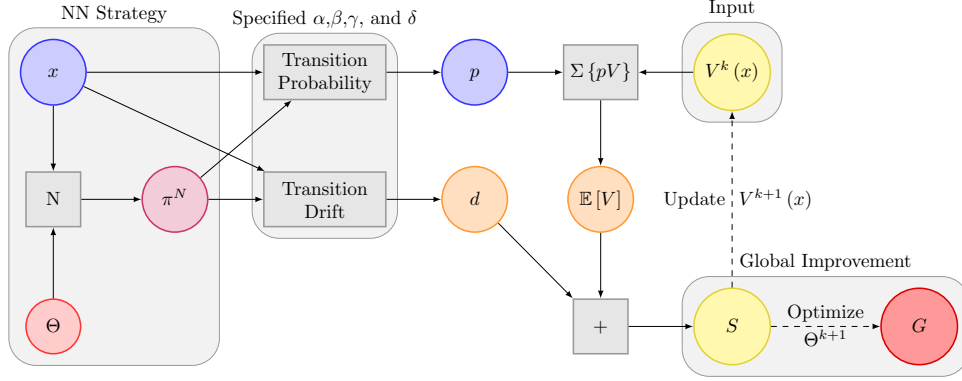 NN Strategy
Specified α,β,γ, and δ
Input
x
Transition
Probability
p
Σ {pV}
V^k (x)
N
π^N
Transition
Drift
d
𝔼 [V]
Update V^{k+1} (x)
Global Improvement
Θ
+
S
Optimize
Θ^{k+1}
G